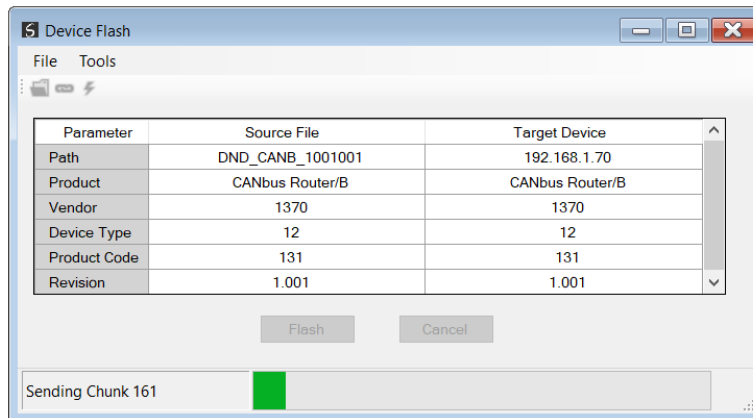 Device Flash
File Tools
Parameter Source File Target Device
Path DND_CANB_1001001 192.168.1.70
Product CANbus Router/B CANbus Router/B
Vendor 1370 1370
Device Type 12 12
Product Code 131 131
Revision 1.001 1.001
Flash Cancel
Sending Chunk 161